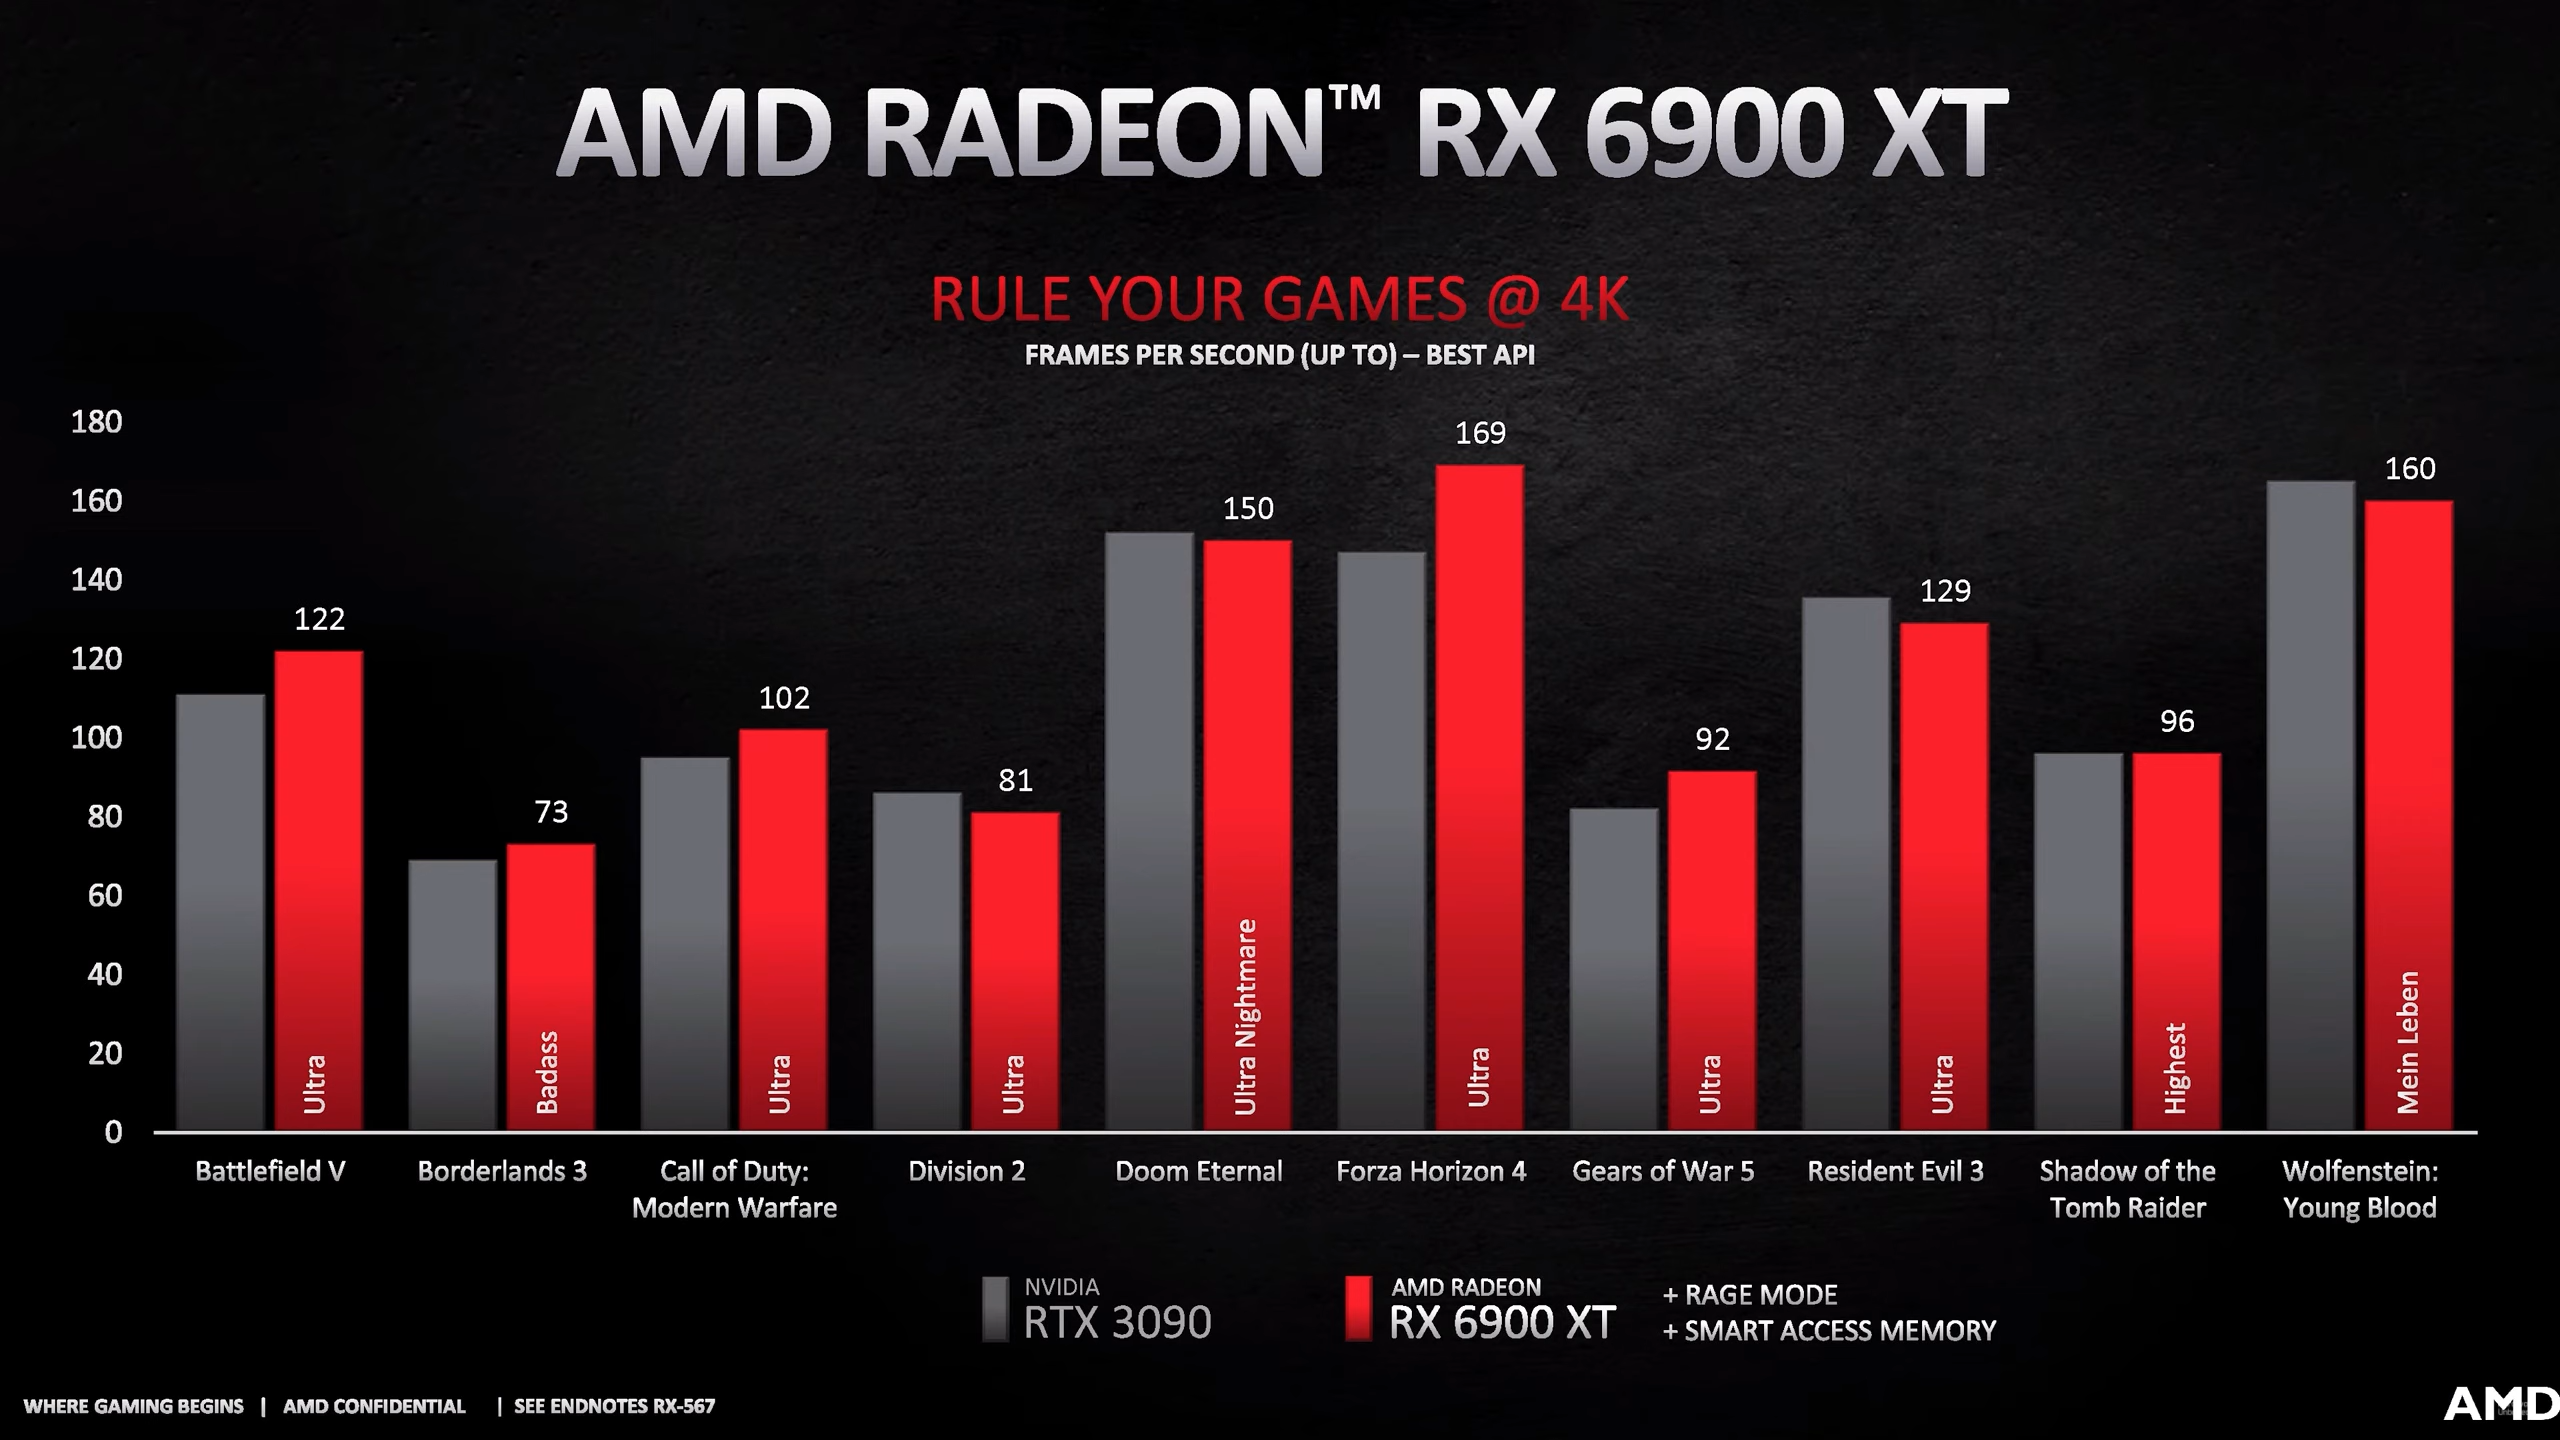 AMD RADEON™ RX 6900 XT
RULE YOUR GAMES @ 4K
FRAMES PER SECOND (UP TO) – BEST API
180
160
140
120
100
80
60
40
20
0
122
73
102
81
150
169
92
129
96
160
Ultra
Badass
Ultra
Ultra
Ultra Nightmare
Ultra
Ultra
Ultra
Highest
Mein Leben
Battlefield V
Borderlands 3
Call of Duty:
Modern Warfare
Division 2
Doom Eternal
Forza Horizon 4
Gears of War 5
Resident Evil 3
Shadow of the
Tomb Raider
Wolfenstein:
Young Blood
NVIDIA
RTX 3090
AMD RADEON
RX 6900 XT
+ RAGE MODE
+ SMART ACCESS MEMORY
WHERE GAMING BEGINS | AMD CONFIDENTIAL | SEE ENDNOTES RX-567
AMD